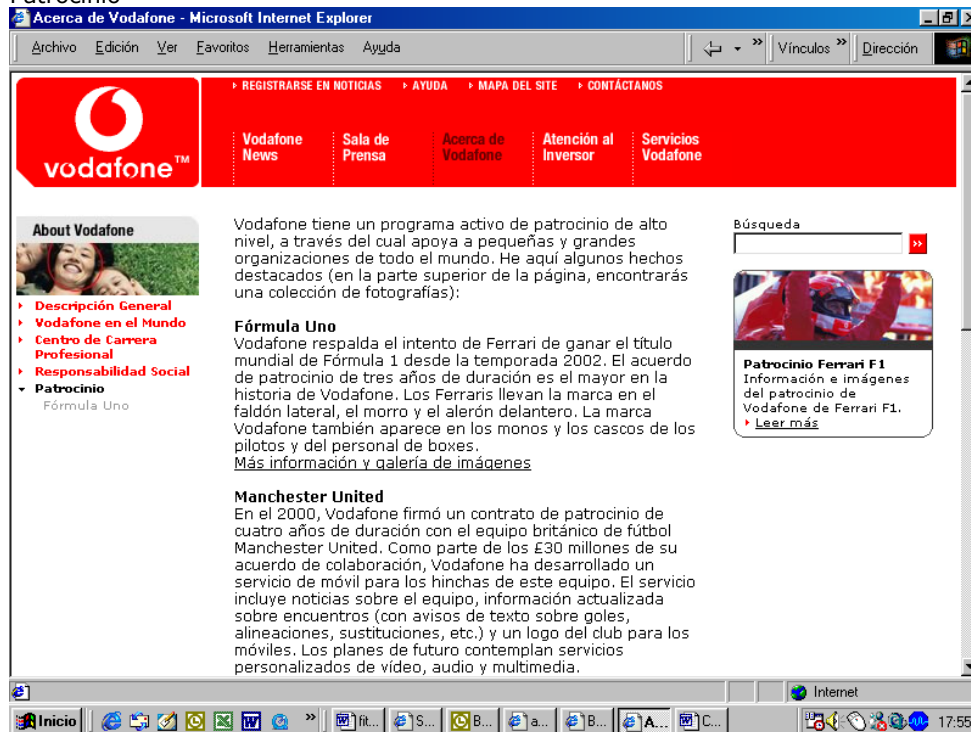 Patrocinio
Acerca de Vodafone - Microsoft Internet Explorer
Archivo Edición Ver Favoritos Herramientas Ayuda » Vínculos » Dirección
REGISTRARSE EN NOTICIAS AYUDA MAPA DEL SITE CONTÁCTANOS
vodafone™
Vodafone News
Sala de Prensa
Acerca de Vodafone
Atención al Inversor
Servicios Vodafone
About Vodafone
Descripción General
Vodafone en el Mundo
Centro de Carrera
Profesional
Responsabilidad Social
Patrocinio
Fórmula Uno
Vodafone tiene un programa activo de patrocinio de alto
nivel, a través del cual apoya a pequeñas y grandes
organizaciones de todo el mundo. He aquí algunos hechos
destacados (en la parte superior de la página, encontrarás
una colección de fotografías):
Fórmula Uno
Vodafone respalda el intento de Ferrari de ganar el título
mundial de Fórmula 1 desde la temporada 2002. El acuerdo
de patrocinio de tres años de duración es el mayor en la
historia de Vodafone. Los Ferraris llevan la marca en el
faldón lateral, el morro y el alerón delantero. La marca
Vodafone también aparece en los monos y los cascos de los
pilotos y del personal de boxes.
Más información y galería de imágenes
Manchester United
En el 2000, Vodafone firmó un contrato de patrocinio de
cuatro años de duración con el equipo británico de fútbol
Manchester United. Como parte de los £30 millones de su
acuerdo de colaboración, Vodafone ha desarrollado un
servicio de móvil para los hinchas de este equipo. El servicio
incluye noticias sobre el equipo, información actualizada
sobre encuentros (con avisos de texto sobre goles,
alineaciones, sustituciones, etc.) y un logo del club para los
móviles. Los planes de futuro contemplan servicios
personalizados de vídeo, audio y multimedia.
Búsqueda
Patrocinio Ferrari F1
Información e imágenes
del patrocinio de
Vodafone de Ferrari F1.
Leer más
Internet
Inicio » fit... S... B... a... B... A... C... 17:55